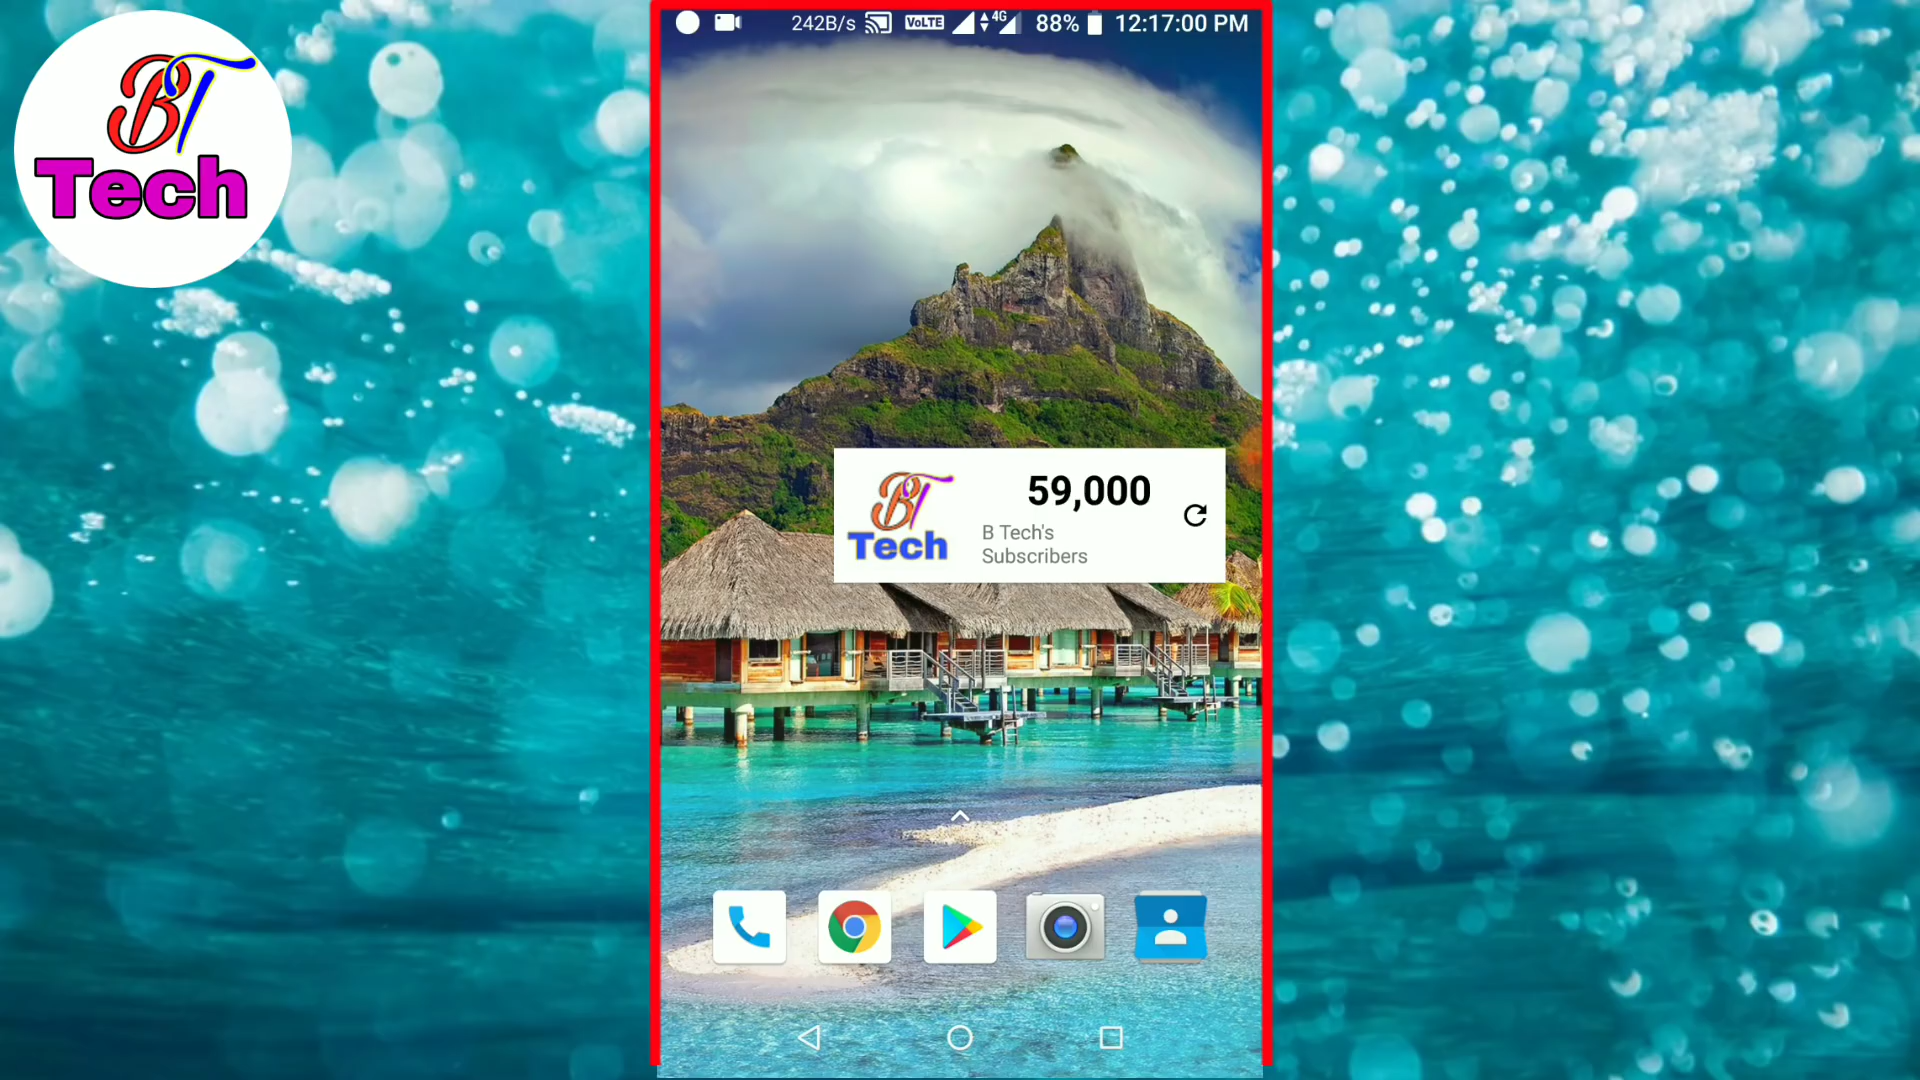 BT
Tech
242B/s VoLTE 4G 88% 12:17:00 PM
BT
Tech
59,000
B Tech's
Subscribers